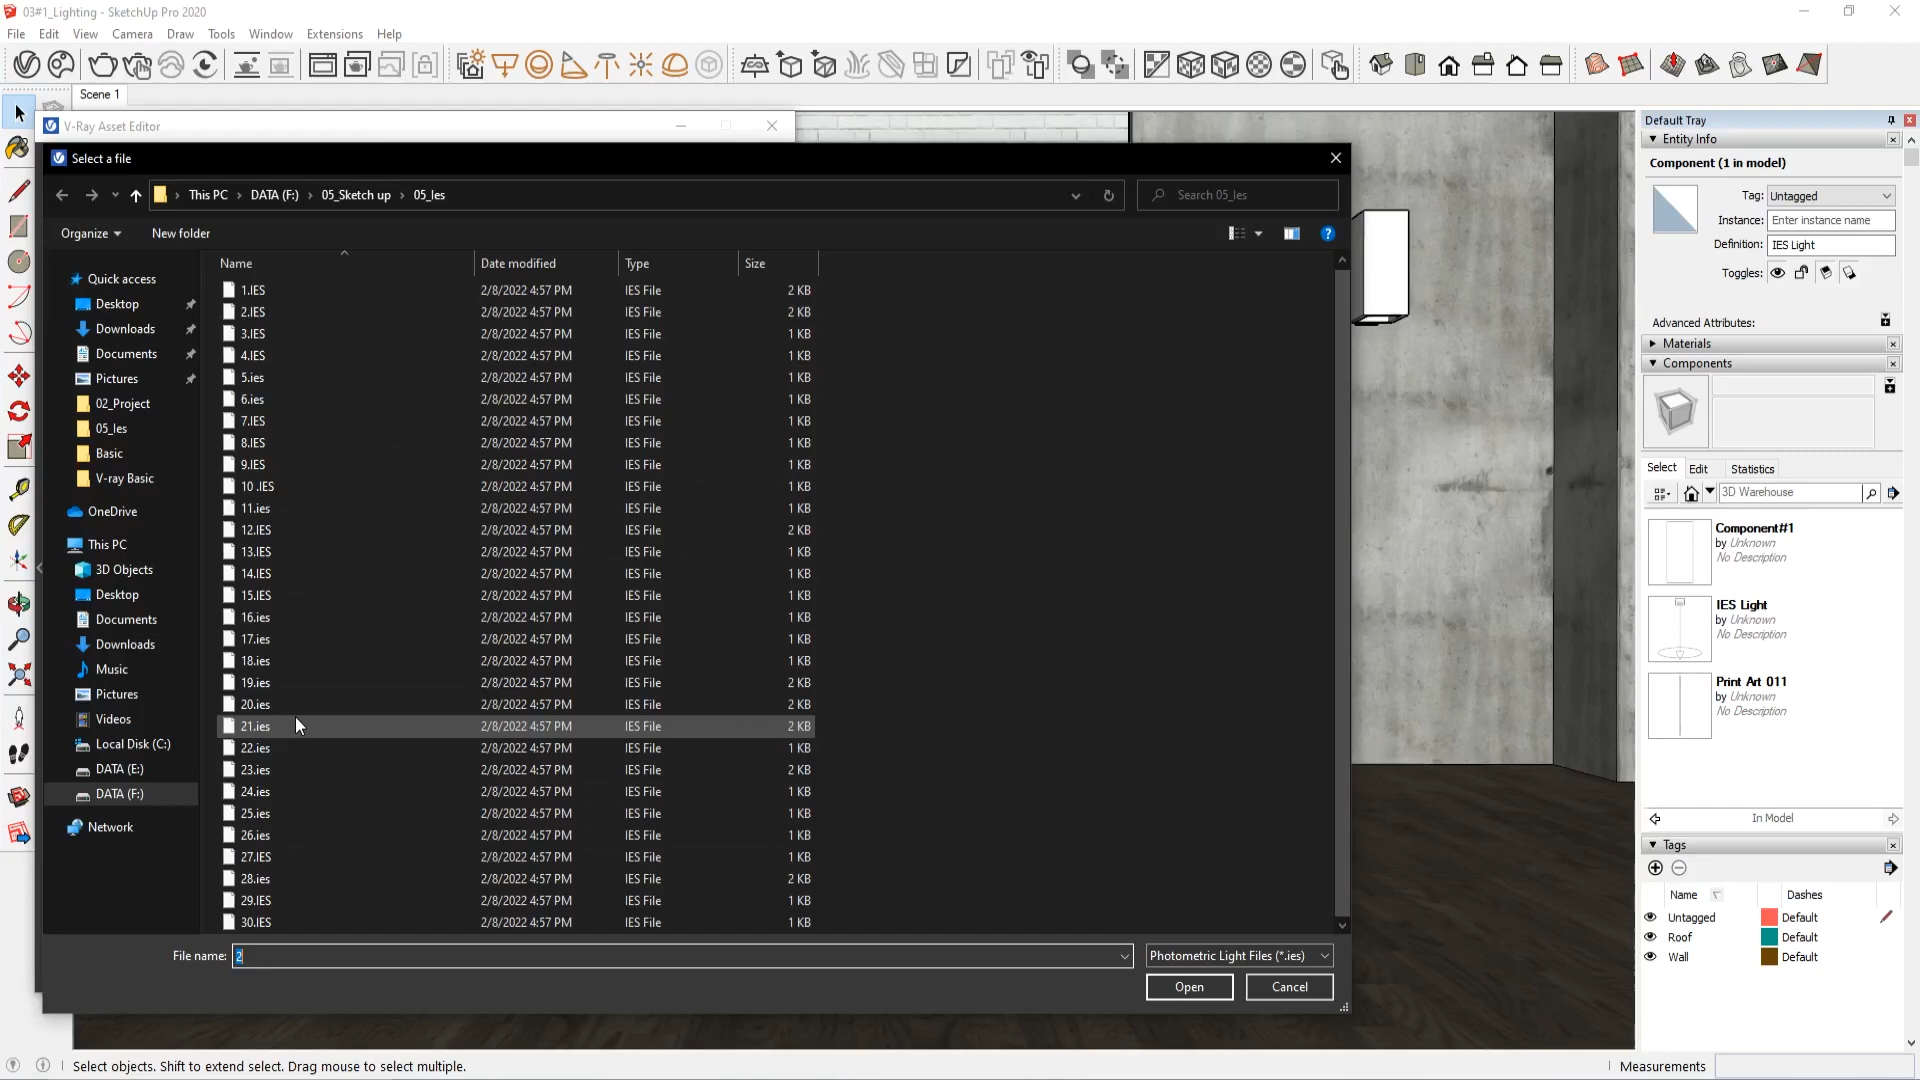 03#1_Lighting - SketchUp Pro 2020
File Edit View Camera Draw Tools Window Extensions Help
Scene 1
V-Ray Asset Editor
Select a file
This PC › DATA (F:) › 05_Sketch up › 05_Ies
Search 05_Ies
Organize
New folder
Name Date modified Type Size
Quick access
Desktop
Downloads
Documents
Pictures
02_Project
05_Ies
Basic
V-ray Basic
OneDrive
This PC
3D Objects
Desktop
Documents
Downloads
Music
Pictures
Videos
Local Disk (C:)
DATA (E:)
DATA (F:)
Network
1.IES 2/8/2022 4:57 PM IES File 2 KB
2.IES 2/8/2022 4:57 PM IES File 2 KB
3.IES 2/8/2022 4:57 PM IES File 1 KB
4.IES 2/8/2022 4:57 PM IES File 1 KB
5.ies 2/8/2022 4:57 PM IES File 1 KB
6.ies 2/8/2022 4:57 PM IES File 1 KB
7.IES 2/8/2022 4:57 PM IES File 1 KB
8.IES 2/8/2022 4:57 PM IES File 1 KB
9.IES 2/8/2022 4:57 PM IES File 1 KB
10 .IES 2/8/2022 4:57 PM IES File 1 KB
11.ies 2/8/2022 4:57 PM IES File 1 KB
12.IES 2/8/2022 4:57 PM IES File 2 KB
13.IES 2/8/2022 4:57 PM IES File 1 KB
14.IES 2/8/2022 4:57 PM IES File 1 KB
15.IES 2/8/2022 4:57 PM IES File 1 KB
16.ies 2/8/2022 4:57 PM IES File 1 KB
17.ies 2/8/2022 4:57 PM IES File 1 KB
18.ies 2/8/2022 4:57 PM IES File 1 KB
19.ies 2/8/2022 4:57 PM IES File 2 KB
20.ies 2/8/2022 4:57 PM IES File 2 KB
21.ies 2/8/2022 4:57 PM IES File 2 KB
22.ies 2/8/2022 4:57 PM IES File 1 KB
23.ies 2/8/2022 4:57 PM IES File 2 KB
24.ies 2/8/2022 4:57 PM IES File 1 KB
25.ies 2/8/2022 4:57 PM IES File 1 KB
26.ies 2/8/2022 4:57 PM IES File 1 KB
27.IES 2/8/2022 4:57 PM IES File 1 KB
28.ies 2/8/2022 4:57 PM IES File 2 KB
29.IES 2/8/2022 4:57 PM IES File 1 KB
30.IES 2/8/2022 4:57 PM IES File 1 KB
File name: 2
Photometric Light Files (*.ies)
Open Cancel
Default Tray
Entity Info
Component (1 in model)
Tag: Untagged
Instance: Enter instance name
Definition: IES Light
Toggles:
Advanced Attributes:
Materials
Components
Select Edit Statistics
3D Warehouse
Component#1
by Unknown
No Description
IES Light
by Unknown
No Description
Print Art 011
by Unknown
No Description
In Model
Tags
Name Dashes
Untagged Default
Roof Default
Wall Default
Select objects. Shift to extend select. Drag mouse to select multiple.
Measurements